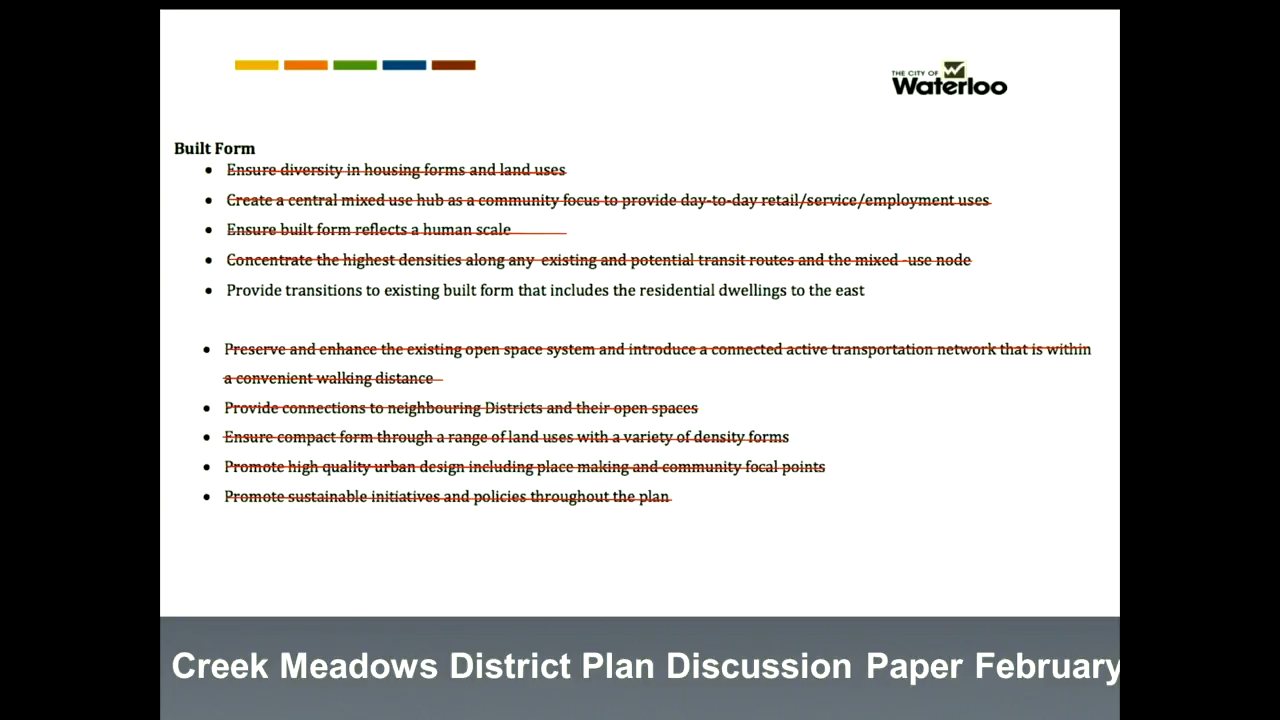 THE CITY OF
Waterloo
Built Form
• Ensure diversity in housing forms and land uses
• Create a central mixed use hub as a community focus to provide day-to-day retail/service/employment uses
• Ensure built form reflects a human scale
• Concentrate the highest densities along any existing and potential transit routes and the mixed -use node
• Provide transitions to existing built form that includes the residential dwellings to the east
• Preserve and enhance the existing open space system and introduce a connected active transportation network that is within
a convenient walking distance
• Provide connections to neighbouring Districts and their open spaces
• Ensure compact form through a range of land uses with a variety of density forms
• Promote high quality urban design including place making and community focal points
• Promote sustainable initiatives and policies throughout the plan
Creek Meadows District Plan Discussion Paper February